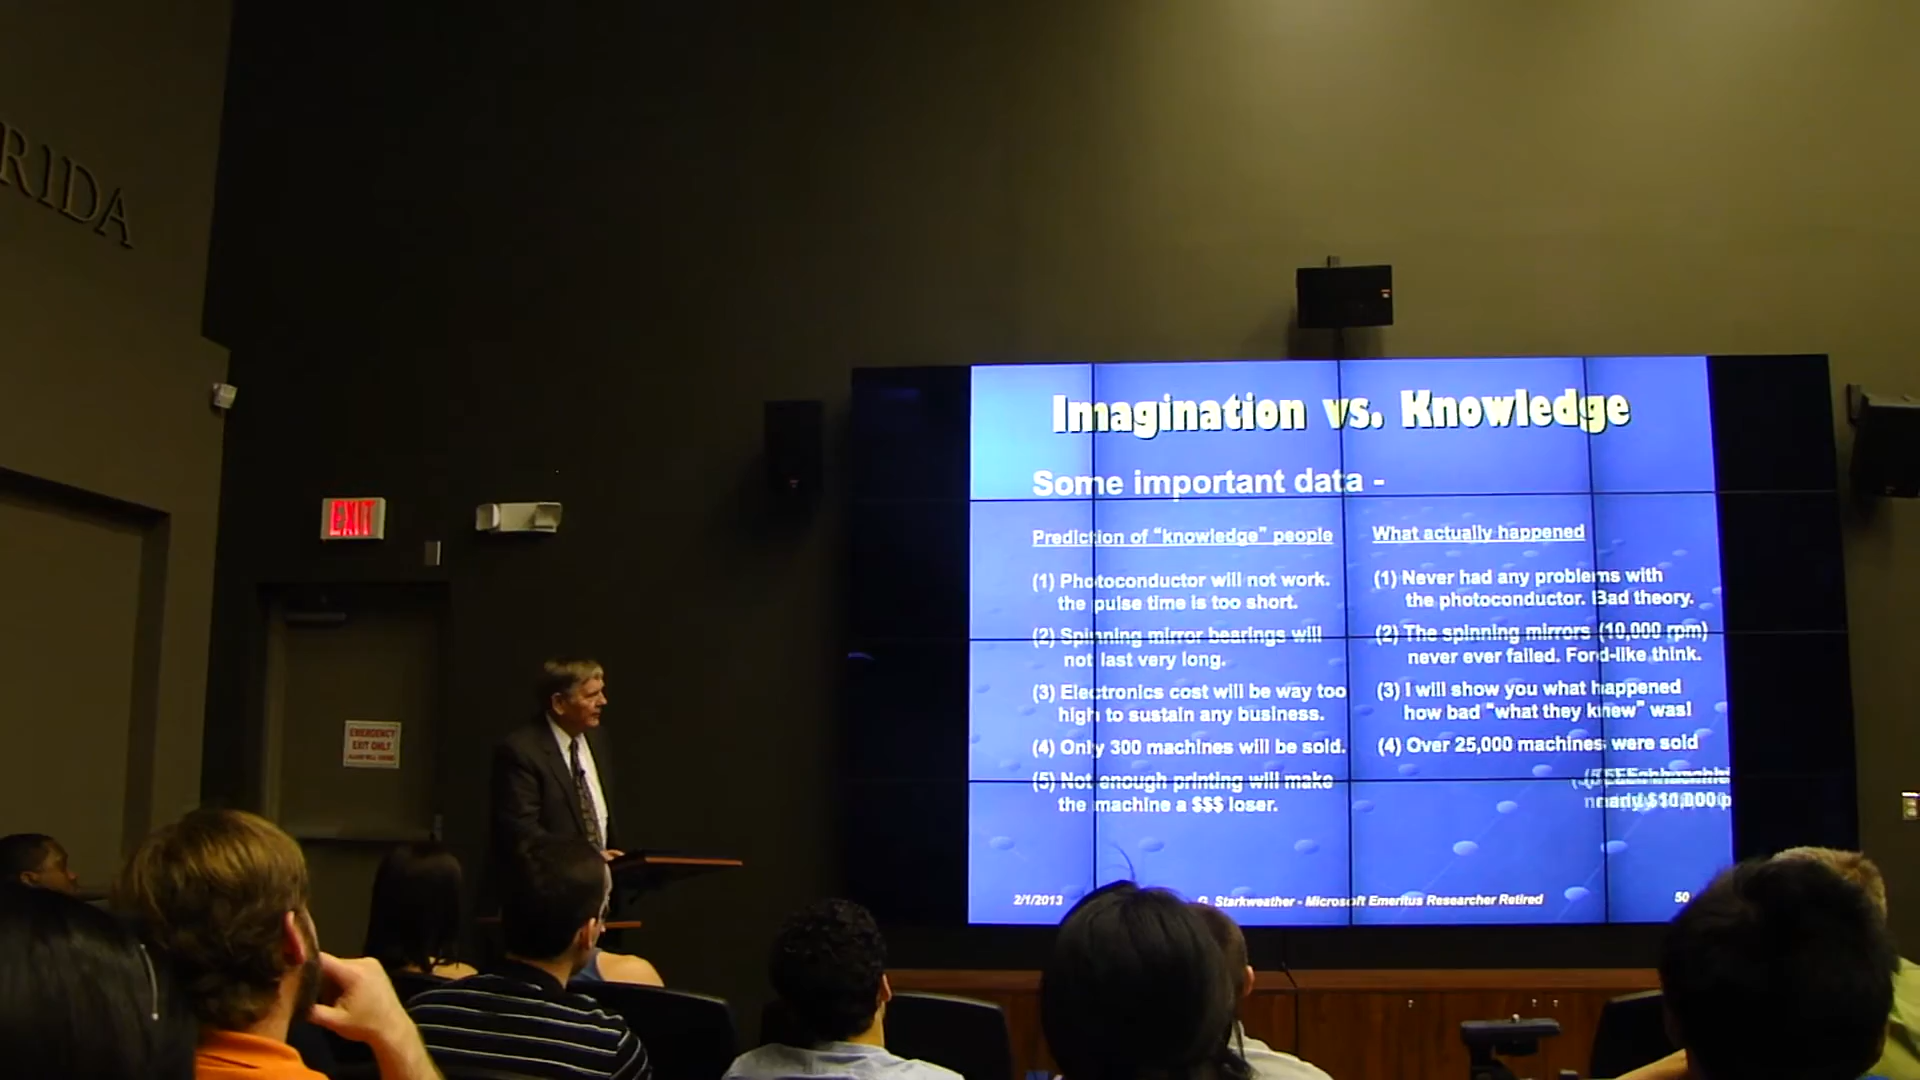 RIDA
EXIT
EMERGENCY
EXIT ONLY
Imagination vs. Knowledge
Some important data -
Prediction of "knowledge" people
(1) Photoconductor will not work.
the pulse time is too short.
(2) Spinning mirror bearings will
not last very long.
(3) Electronics cost will be way too
high to sustain any business.
(4) Only 300 machines will be sold.
(5) Not enough printing will make
the machine a $$$ loser.
What actually happened
(1) Never had any problems with
the photoconductor. Bad theory.
(2) The spinning mirrors (10,000 rpm)
never ever failed. Ford-like think.
(3) I will show you what happened
how bad "what they knew" was!
(4) Over 25,000 machines were sold
2/1/2013
G. Starkweather - Microsoft Emeritus Researcher Retired
50